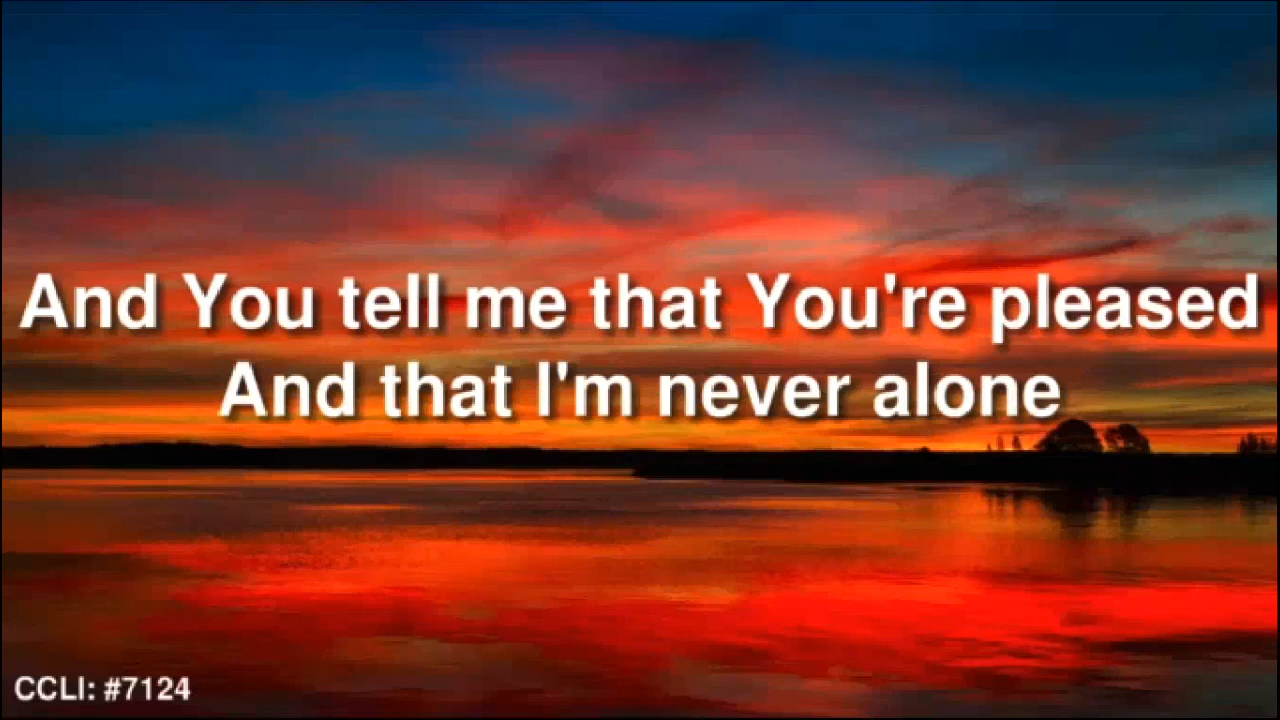 And You tell me that You're pleased
And that I'm never alone
CCLI: #7124